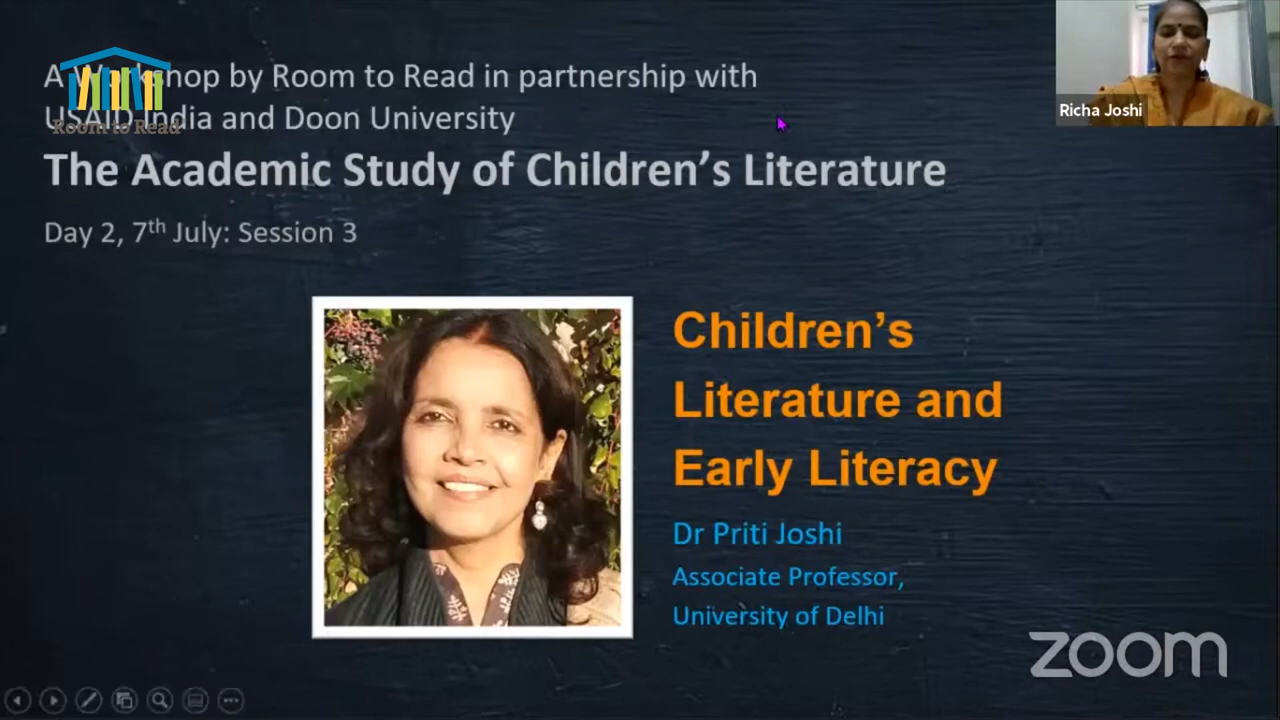 A Workshop by Room to Read in partnership with
USAID India and Doon University
Room to Read
The Academic Study of Children's Literature
Day 2, 7th July: Session 3
Richa Joshi
Children's
Literature and
Early Literacy
Dr Priti Joshi
Associate Professor,
University of Delhi
zoom